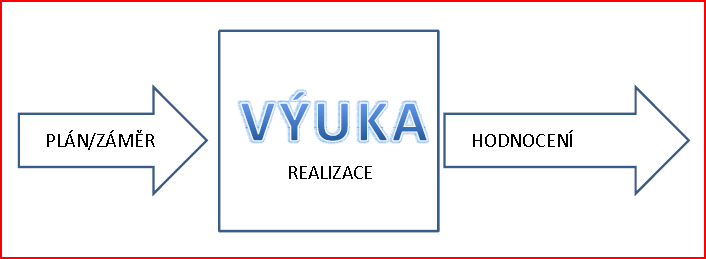 PLÁN/ZÁMĚR
VÝUKA
REALIZACE
HODNOCENÍ